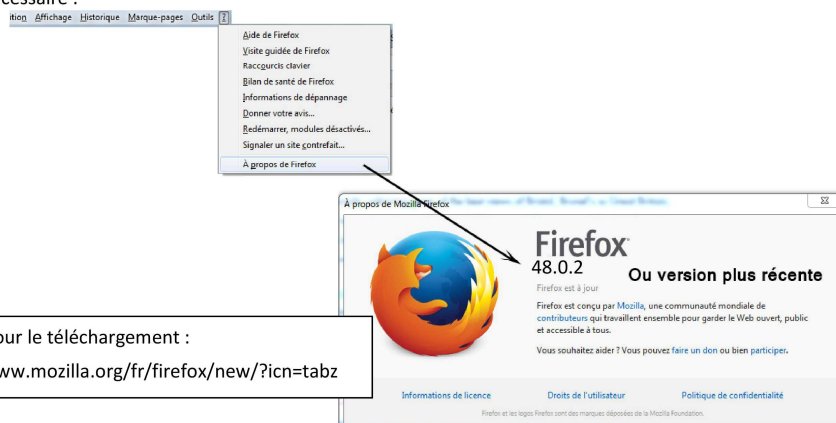 cessaire :
ition Affichage Historique Marque-pages Outils ?
Aide de Firefox
Visite guidée de Firefox
Raccourcis clavier
Bilan de santé de Firefox
Informations de dépannage
Donner votre avis...
Redémarrer, modules désactivés...
Signaler un site contrefait...
À propos de Firefox
À propos de Mozilla Firefox
Firefox
48.0.2
Ou version plus récente
Firefox est à jour
Firefox est conçu par Mozilla, une communauté mondiale de
contributeurs qui travaillent ensemble pour garder le Web ouvert, public
et accessible à tous.
Vous souhaitez aider ? Vous pouvez faire un don ou bien participer.
our le téléchargement :
ww.mozilla.org/fr/firefox/new/?icn=tabz
Informations de licence Droits de l'utilisateur Politique de confidentialité
Firefox et les logos Firefox sont des marques déposées de la Mozilla Foundation.